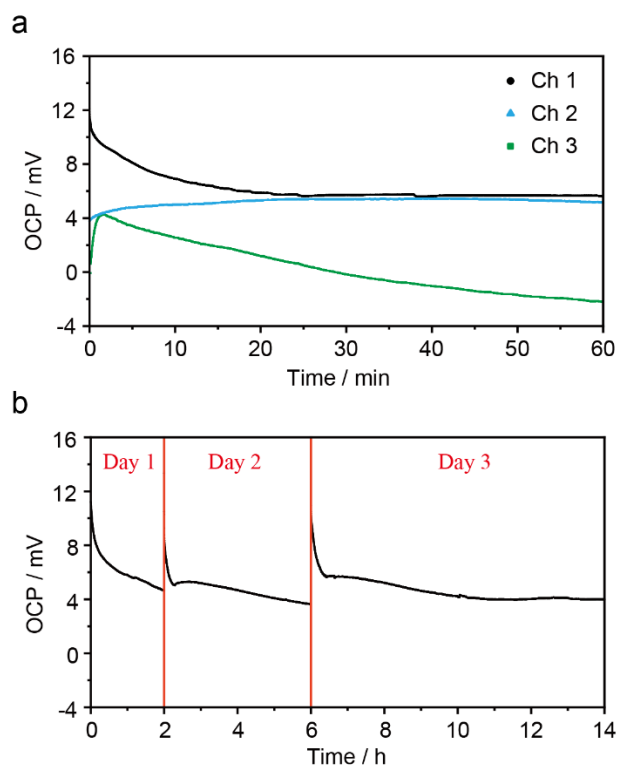 a
16
12
8
4
0
-4
OCP / mV
Ch 1
Ch 2
Ch 3
0 10 20 30 40 50 60
Time / min
b
16
12
8
4
0
-4
OCP / mV
Day 1 Day 2 Day 3
0 2 4 6 8 10 12 14
Time / h